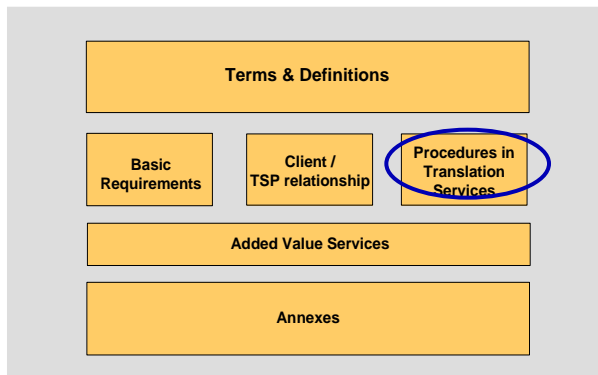 Terms & Definitions
Basic
Requirements
Client /
TSP relationship
Procedures in
Translation
Services
Added Value Services
Annexes